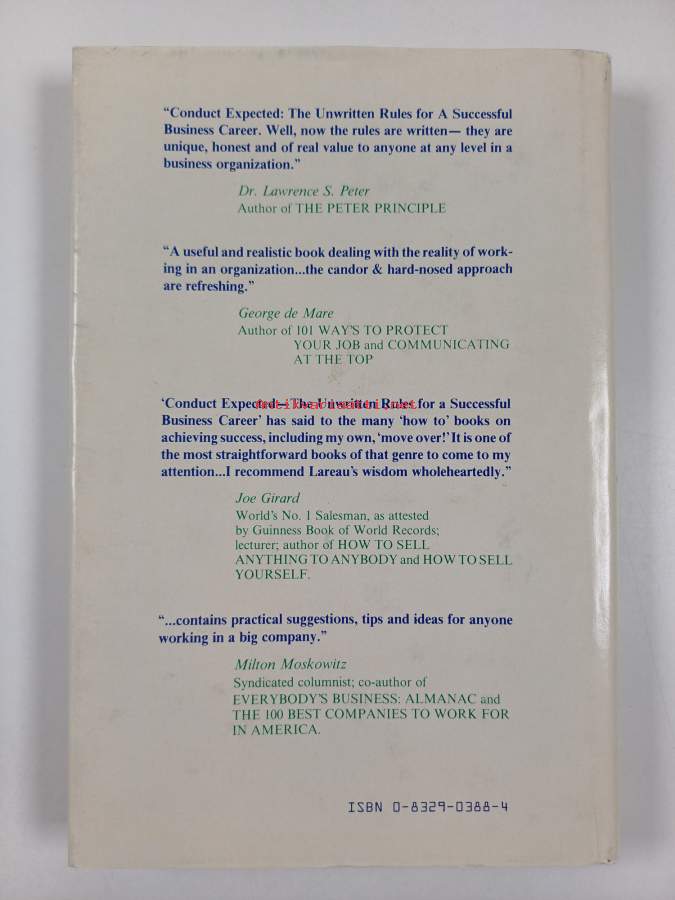 “Conduct Expected: The Unwritten Rules for A Successful
Business Career. Well, now the rules are written— they are
unique, honest and of real value to anyone at any level in a
business organization.”
Dr. Lawrence S. Peter
Author of THE PETER PRINCIPLE
“A useful and realistic book dealing with the reality of work-
ing in an organization...the candor & hard-nosed approach
are refreshing.”
George de Mare
Author of 101 WAY'S TO PROTECT
YOUR JOB and COMMUNICATING
AT THE TOP
‘Conduct Expected—The Unwritten Rules for a Successful
antikvariaatti.net
Business Career’ has said to the many ‘how to’ books on
achieving success, including my own, ‘move over!’ It is one of
the most straightforward books of that genre to come to my
attention...I recommend Lareau’s wisdom wholeheartedly.”
Joe Girard
World’s No. 1 Salesman, as attested
by Guinness Book of World Records;
lecturer; author of HOW TO SELL
ANYTHING TO ANYBODY and HOW TO SELL
YOURSELF.
“...contains practical suggestions, tips and ideas for anyone
working in a big company.”
Milton Moskowitz
Syndicated columnist; co-author of
EVERYBODY’S BUSINESS: ALMANAC and
THE 100 BEST COMPANIES TO WORK FOR
IN AMERICA.
ISBN 0-8329-0388-4